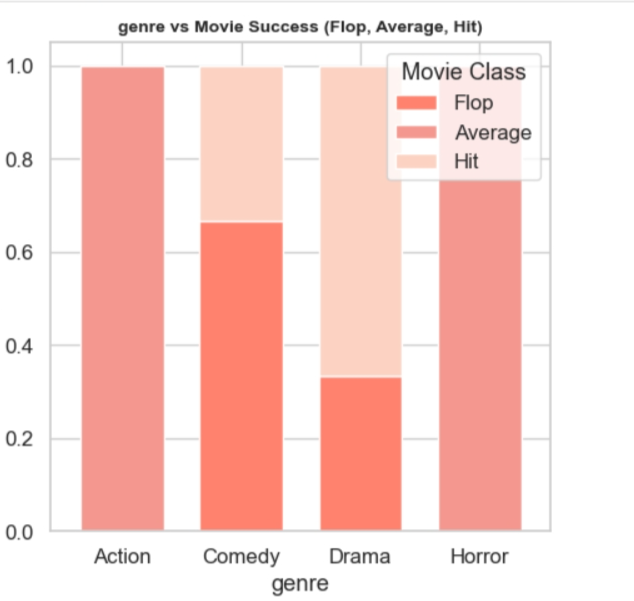 genre vs Movie Success (Flop, Average, Hit)
Movie Class
Flop
Average
Hit
1.0
0.8
0.6
0.4
0.2
0.0
Action Comedy Drama Horror
genre